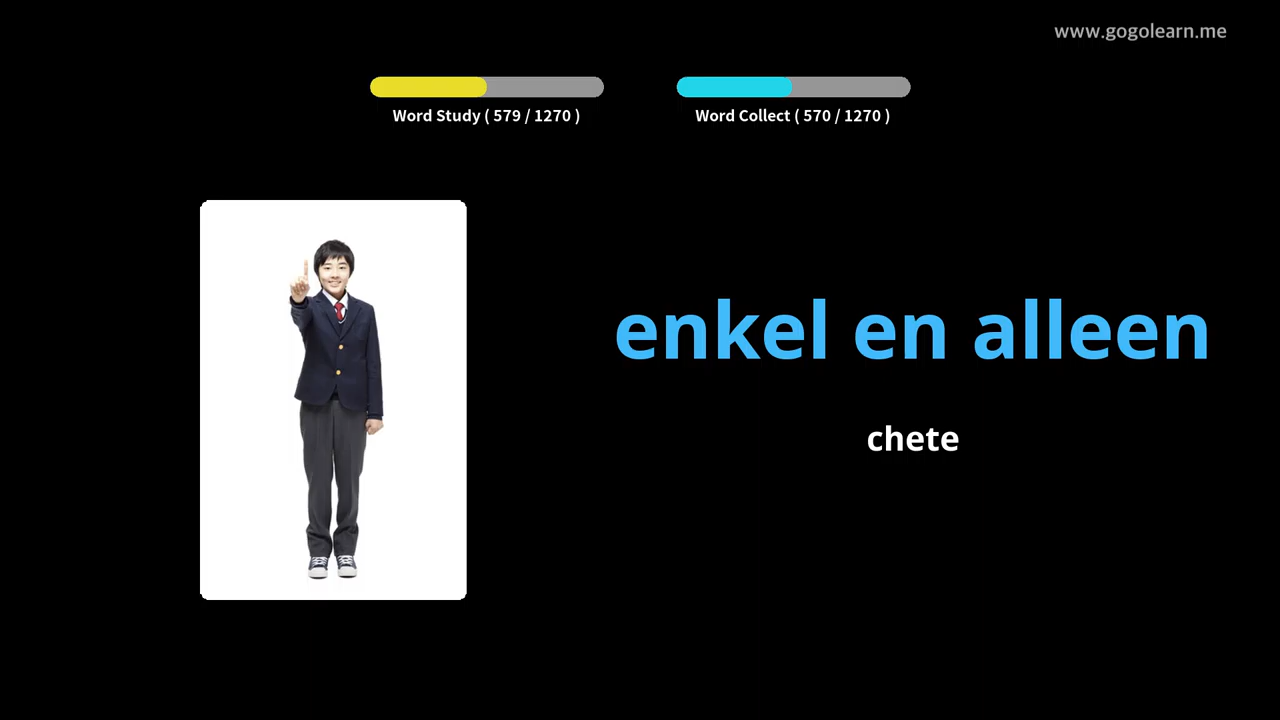 www.gogolearn.me
Word Study ( 579 / 1270 )
Word Collect ( 570 / 1270 )
enkel en alleen
chete